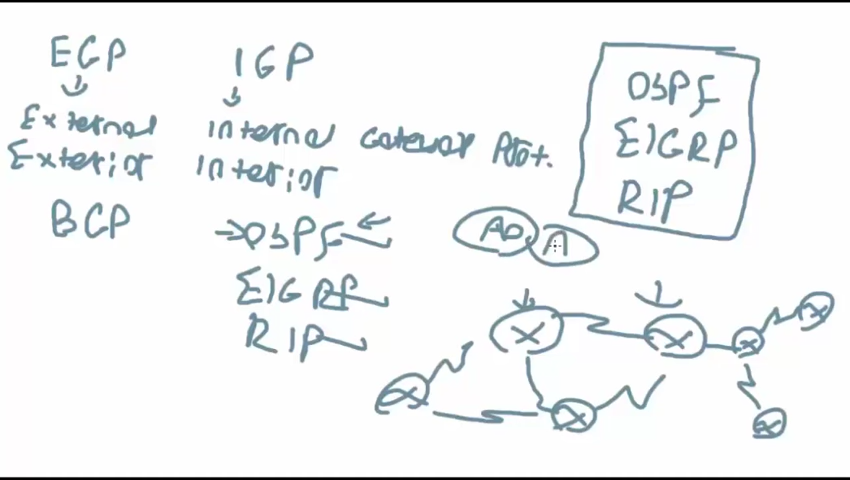 EGP
External
Exterior
BGP
IGP
Internal Gateway Prot.
Interior
OSPF
EIGRP
RIP
OSPF
EIGRP
RIP
AD A
X X X X
X X X